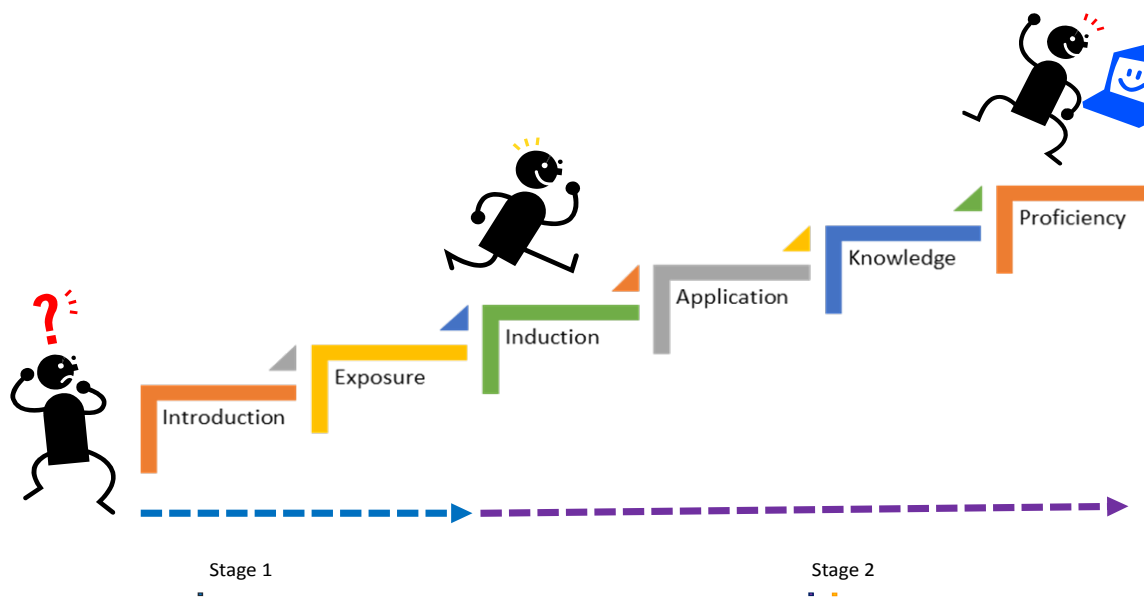 ?
Introduction
Exposure
Induction
Application
Knowledge
Proficiency
Stage 1
Stage 2